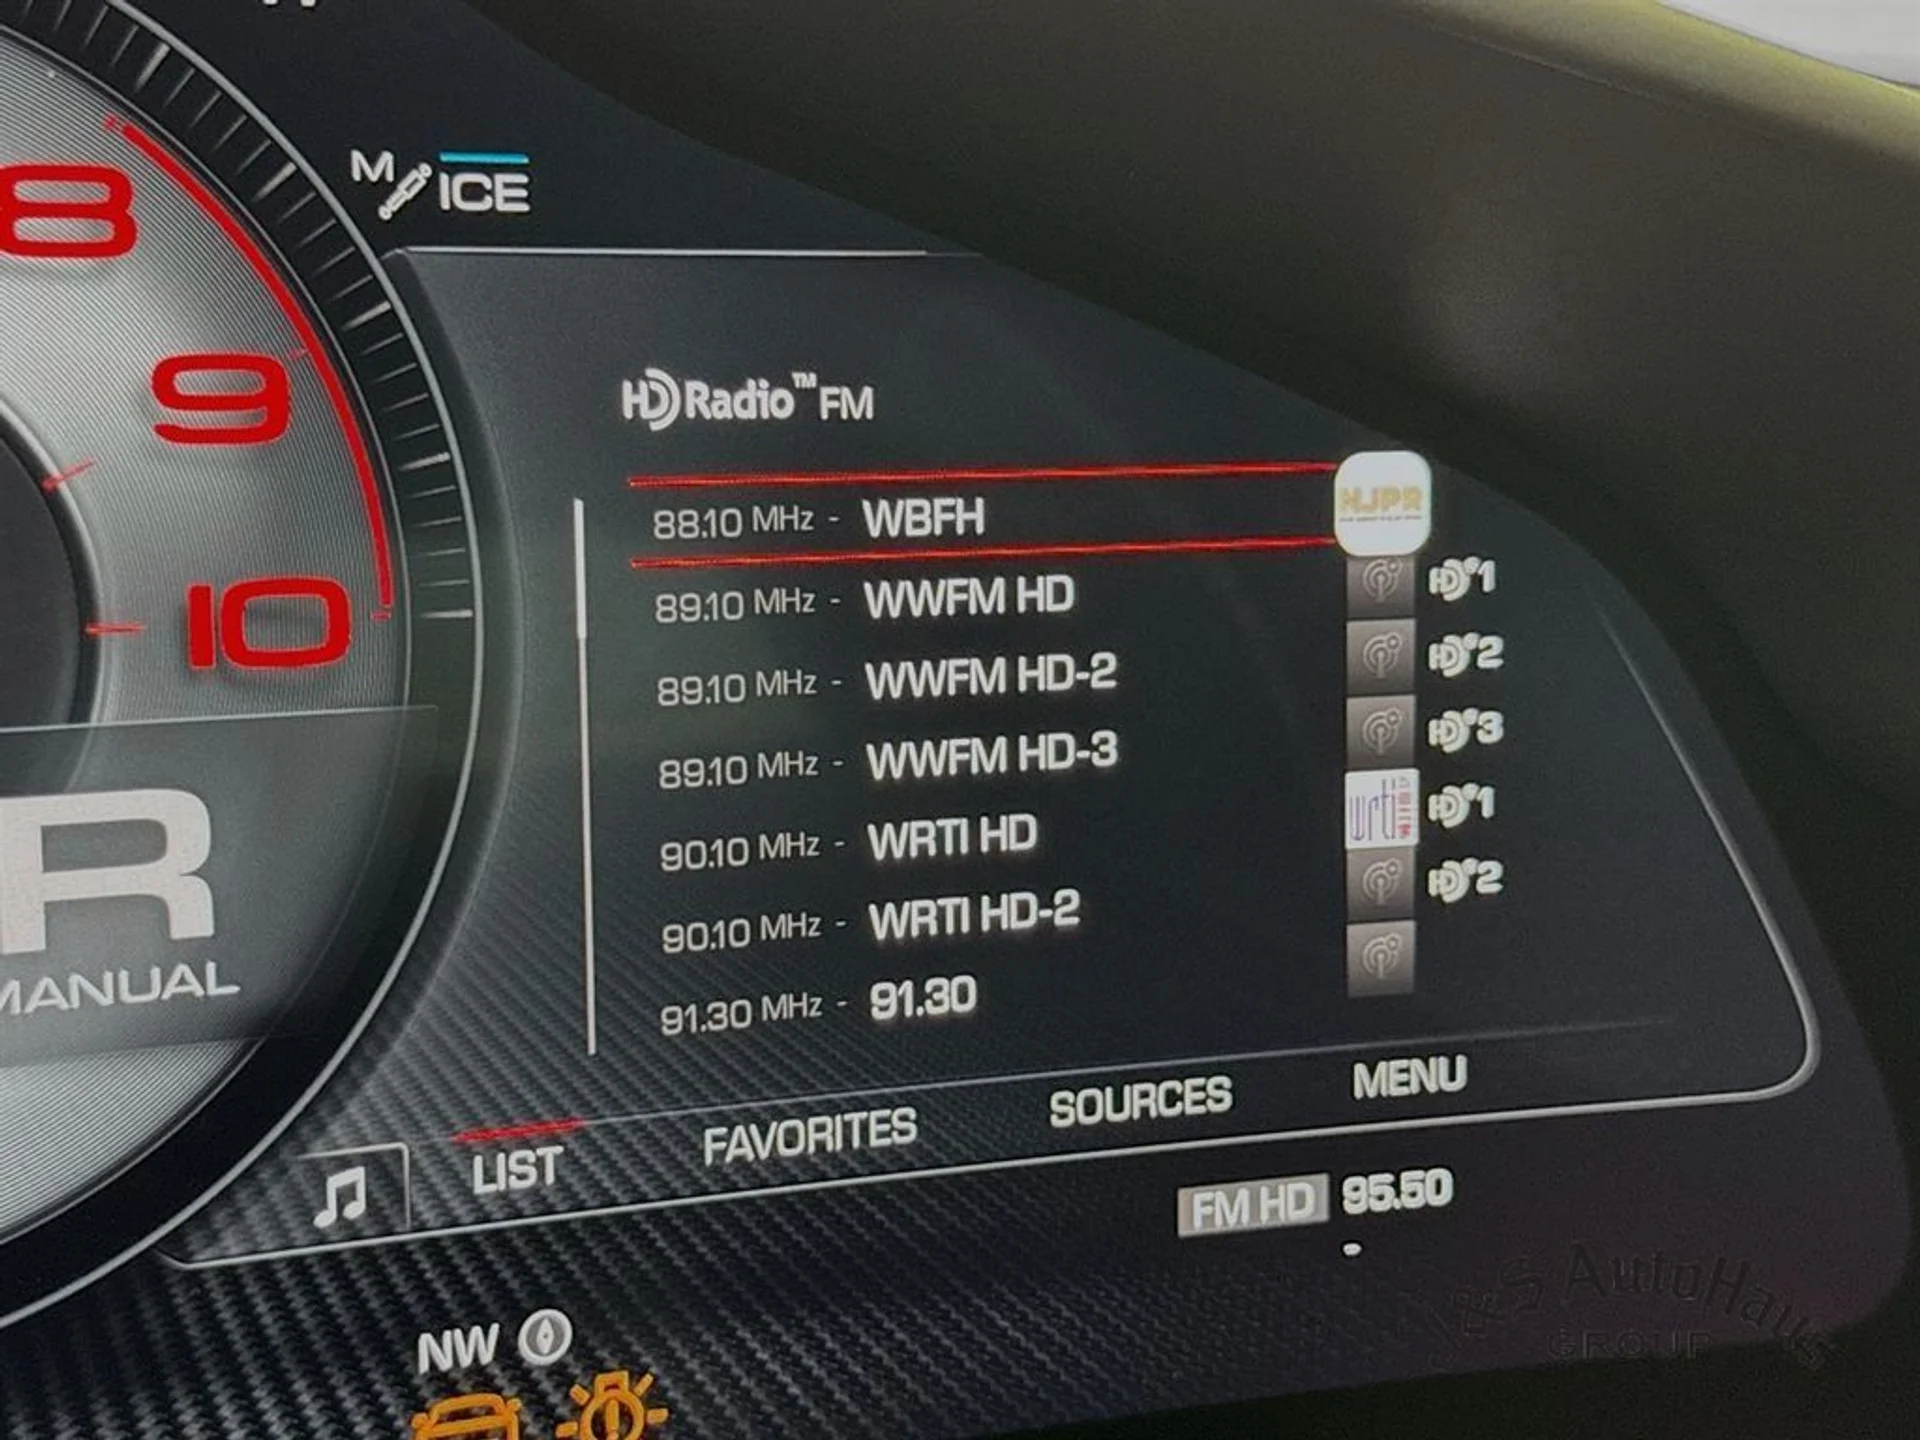 M ICE
8
9
10
R
MANUAL
HD Radio™ FM
88.10 MHz - WBFH
NJPR
89.10 MHz - WWFM HD
HD 1
89.10 MHz - WWFM HD-2
HD 2
89.10 MHz - WWFM HD-3
HD 3
90.10 MHz - WRTI HD
wrti
HD 1
90.10 MHz - WRTI HD-2
HD 2
91.30 MHz - 91.30
LIST FAVORITES SOURCES MENU
FM HD 95.50
NW
J&S AutoHaus
GROUP